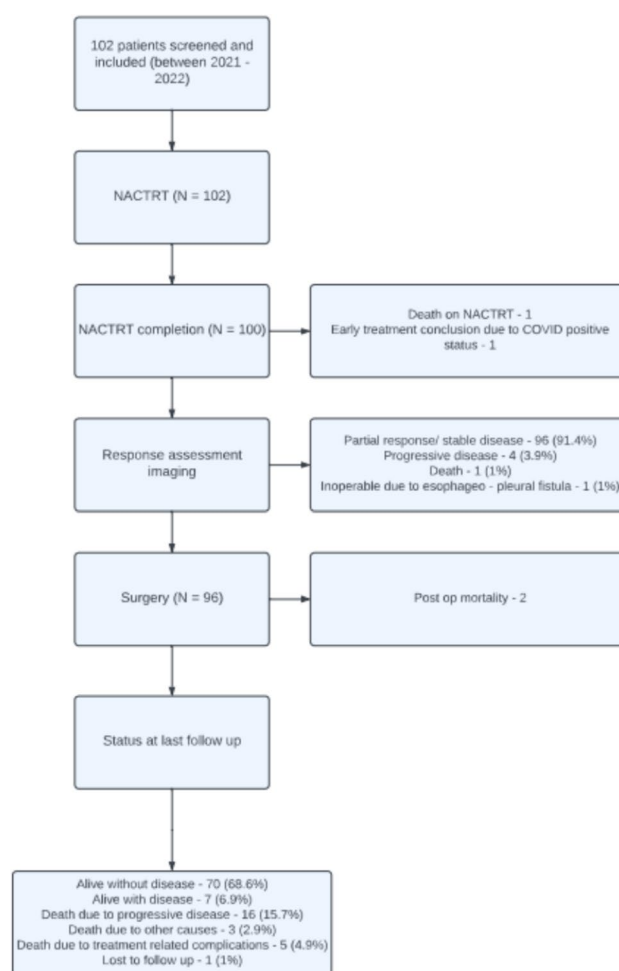 102 patients screened and
included (between 2021 -
2022)
NACTRT (N = 102)
NACTRT completion (N = 100)
Death on NACTRT - 1
Early treatment conclusion due to COVID positive
status - 1
Response assessment
imaging
Partial response/ stable disease - 96 (91.4%)
Progressive disease - 4 (3.9%)
Death - 1 (1%)
Inoperable due to esophageo - pleural fistula - 1 (1%)
Surgery (N = 96)
Post op mortality - 2
Status at last follow up
Alive without disease - 70 (68.6%)
Alive with disease - 7 (6.9%)
Death due to progressive disease - 16 (15.7%)
Death due to other causes - 3 (2.9%)
Death due to treatment related complications - 5 (4.9%)
Lost to follow up - 1 (1%)